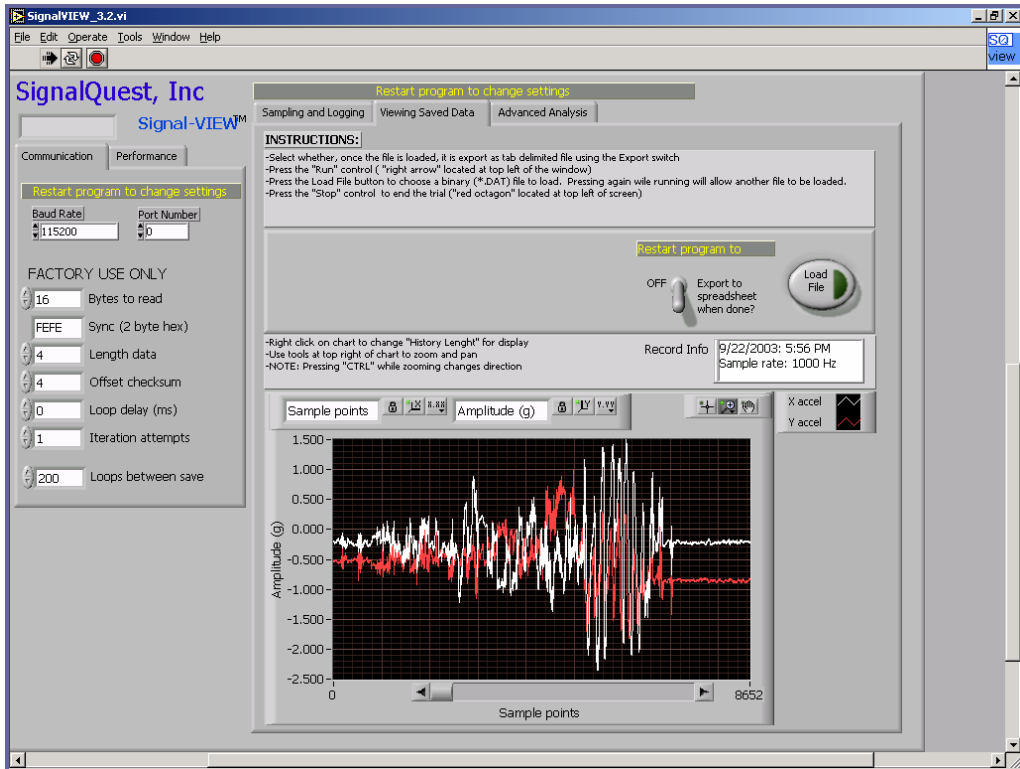 SignalVIEW_3.2.vi
File Edit Operate Tools Window Help
SQ
view
SignalQuest, Inc
Signal-VIEW™
Communication
Performance
Restart program to change settings
Baud Rate
Port Number
115200
0
FACTORY USE ONLY
16 Bytes to read
FEFE Sync (2 byte hex)
4 Length data
4 Offset checksum
0 Loop delay (ms)
1 Iteration attempts
200 Loops between save
Restart program to change settings
Sampling and Logging
Viewing Saved Data
Advanced Analysis
INSTRUCTIONS:
-Select whether, once the file is loaded, it is export as tab delimited file using the Export switch
-Press the "Run" control ( "right arrow" located at top left of the window)
-Press the Load File button to choose a binary (*.DAT) file to load. Pressing again wile running will allow another file to be loaded.
-Press the "Stop" control to end the trial ("red octagon" located at top left of screen)
Restart program to
OFF
Export to
spreadsheet
when done?
Load
File
-Right click on chart to change "History Lenght" for display
-Use tools at top right of chart to zoom and pan
-NOTE: Pressing "CTRL" while zooming changes direction
Record Info
9/22/2003: 5:56 PM
Sample rate: 1000 Hz
Sample points
X.XX
Amplitude (g)
Y.YY
X accel
Y accel
1.500
1.000
0.500
0.000
-0.500
-1.000
-1.500
-2.000
-2.500
Amplitude (g)
0
8652
Sample points